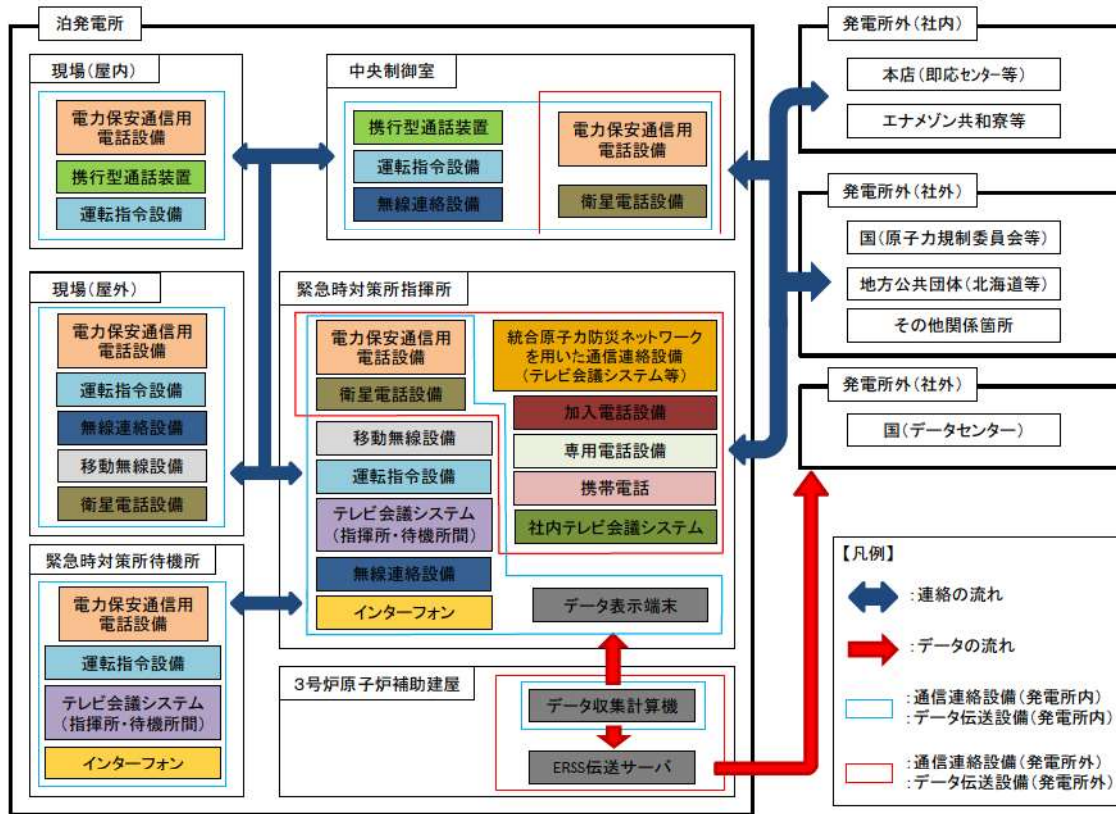 泊発電所
現場(屋内)
電力保安通信用
電話設備
携行型通話装置
運転指令設備
中央制御室
携行型通話装置
運転指令設備
無線連絡設備
電力保安通信用
電話設備
衛星電話設備
現場(屋外)
電力保安通信用
電話設備
運転指令設備
無線連絡設備
移動無線設備
衛星電話設備
緊急時対策所指揮所
電力保安通信用
電話設備
衛星電話設備
移動無線設備
運転指令設備
テレビ会議システム
(指揮所・待機所間)
無線連絡設備
インターフォン
統合原子力防災ネットワーク
を用いた通信連絡設備
(テレビ会議システム等)
加入電話設備
専用電話設備
携帯電話
社内テレビ会議システム
データ表示端末
緊急時対策所待機所
電力保安通信用
電話設備
運転指令設備
テレビ会議システム
(指揮所・待機所間)
インターフォン
3号炉原子炉補助建屋
データ収集計算機
ERSS伝送サーバ
発電所外(社内)
本店(即応センター等)
エナメゾン共和寮等
発電所外(社外)
国(原子力規制委員会等)
地方公共団体(北海道等)
その他関係箇所
発電所外(社外)
国(データセンター)
【凡例】
:連絡の流れ
:データの流れ
:通信連絡設備(発電所内)
:データ伝送設備(発電所内)
:通信連絡設備(発電所外)
:データ伝送設備(発電所外)